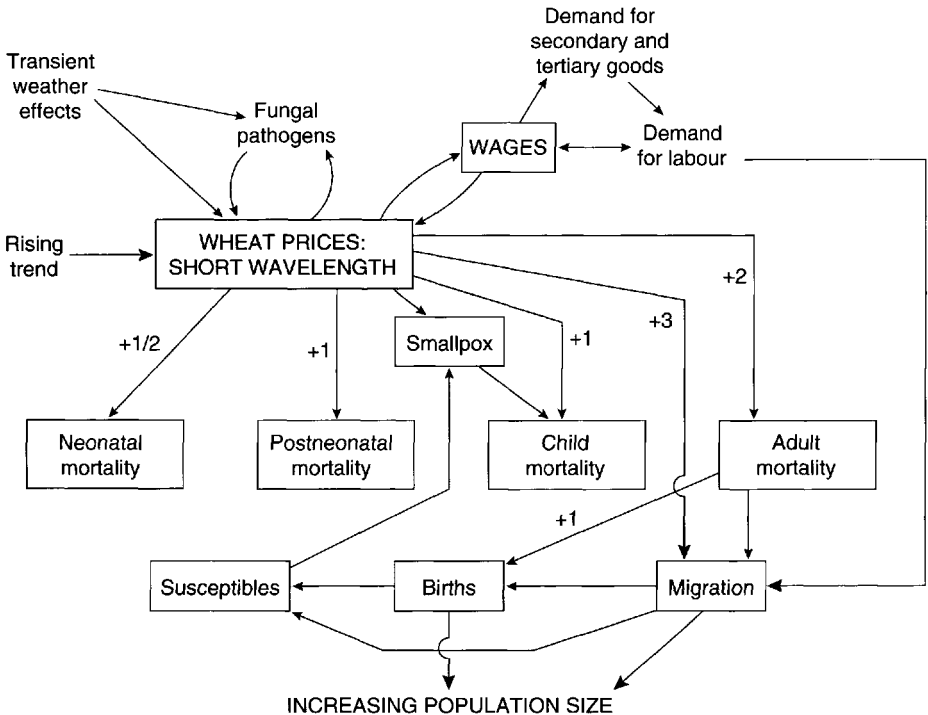 Demand for
secondary and
tertiary goods
Transient
weather
effects
Fungal
pathogens
WAGES
Demand
for labour
Rising
trend
WHEAT PRICES:
SHORT WAVELENGTH
+2
+3
+1/2
+1
Smallpox
+1
Neonatal
mortality
Postneonatal
mortality
Child
mortality
Adult
mortality
+1
Susceptibles
Births
Migration
INCREASING POPULATION SIZE